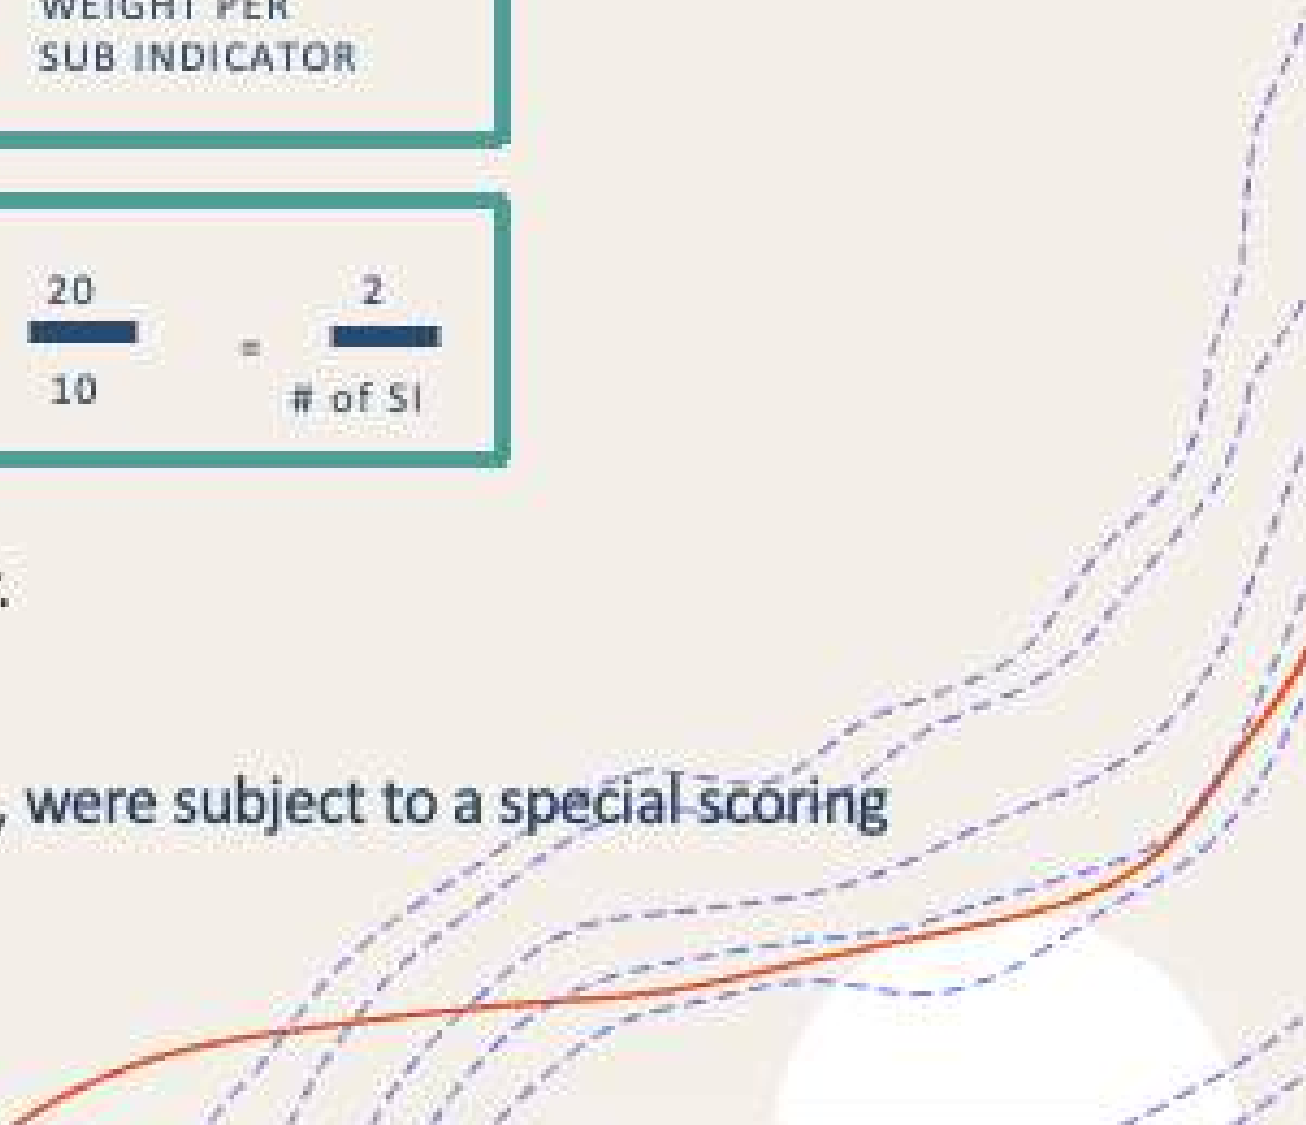 WEIGHT PER
SUB INDICATOR
20
10
=
2
# of SI
.
, were subject to a special scoring